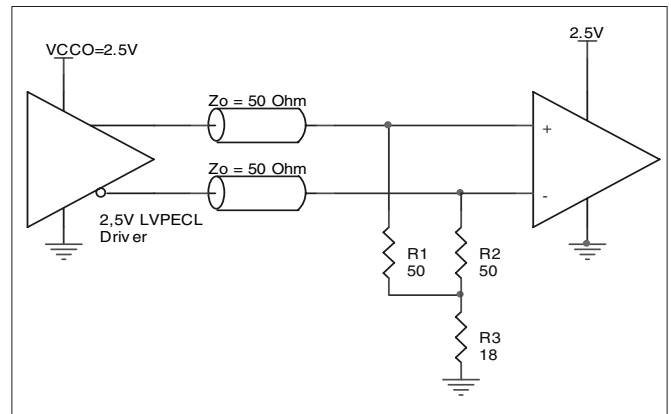 VCCO=2.5V
2.5V
Zo = 50 Ohm
+
Zo = 50 Ohm
-
2,5V LVPECL
Driver
R1
50
R2
50
R3
18